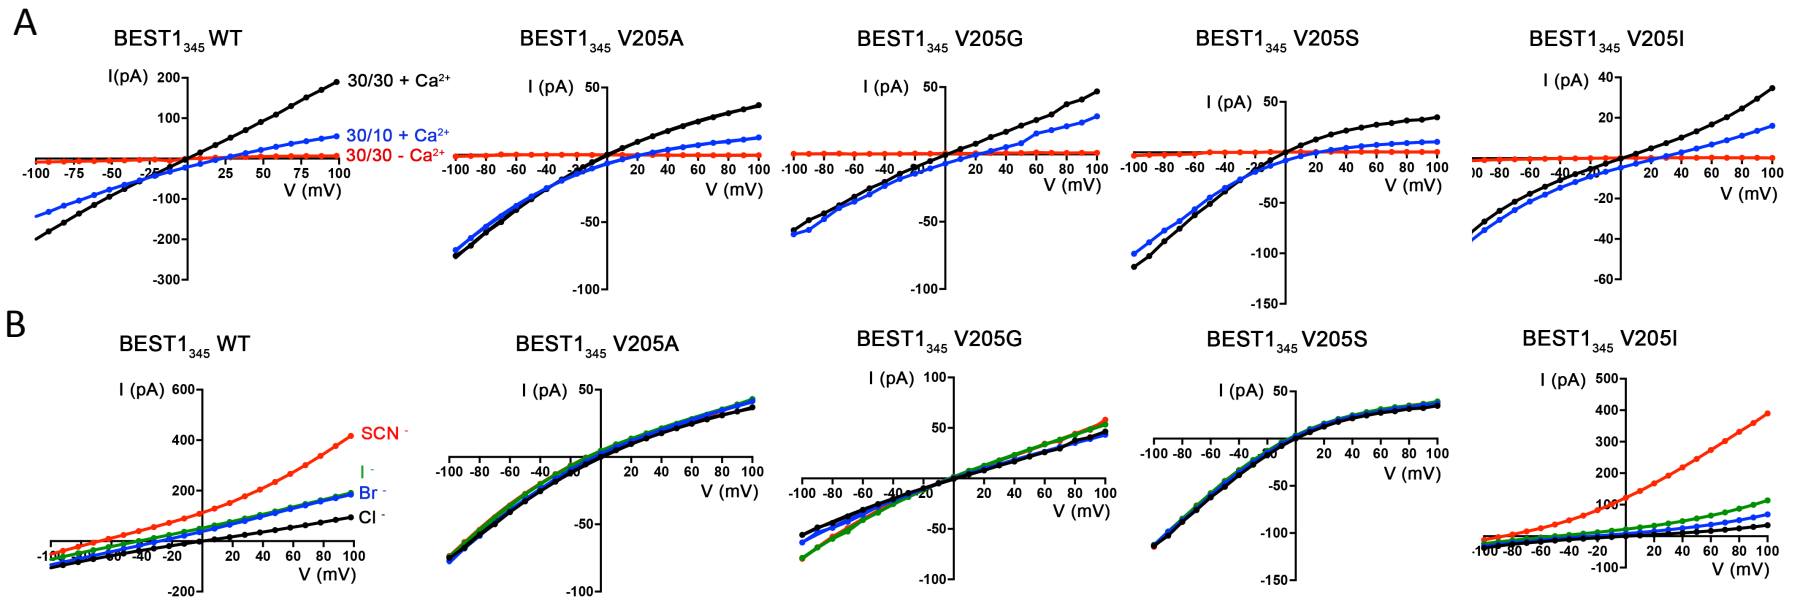 A
BEST1345 WT
I(pA)
200
100
-100
-200
-300
-100 -75 -50 -25 25 50 75 100
V (mV)
30/30 + Ca2+
30/10 + Ca2+
30/30 - Ca2+
BEST1345 V205A
I (pA)
50
-50
-100
-100 -80 -60 -40 -20 20 40 60 80 100
V (mV)
BEST1345 V205G
I (pA)
50
-50
-100
-100 -80 -60 -40 -20 20 40 60 80 100
V (mV)
BEST1345 V205S
I (pA)
50
-50
-100
-150
-100 -80 -60 -40 -20 20 40 60 80 100
V (mV)
BEST1345 V205I
I (pA)
40
20
-20
-40
-60
-80 -60 -40 -20 20 40 60 80 100
V (mV)
B
BEST1345 WT
I (pA)
600
400
200
-200
-100 -60 -40 -20 20 40 60 80 100
V (mV)
SCN -
I -
Br -
Cl -
BEST1345 V205A
I (pA)
50
-50
-100
-100 -80 -60 -40 -20 20 40 60 80 100
V (mV)
BEST1345 V205G
I (pA)
100
50
-50
-100
-100 -80 -60 -40 -20 20 40 60 80 100
V (mV)
BEST1345 V205S
I (pA)
50
-50
-100
-150
-100 -80 -60 -40 20 40 60 80 100
V (mV)
BEST1345 V205I
I (pA)
500
400
300
200
100
-100
-100 -80 -60 -40 -20 20 40 60 80 100
V (mV)